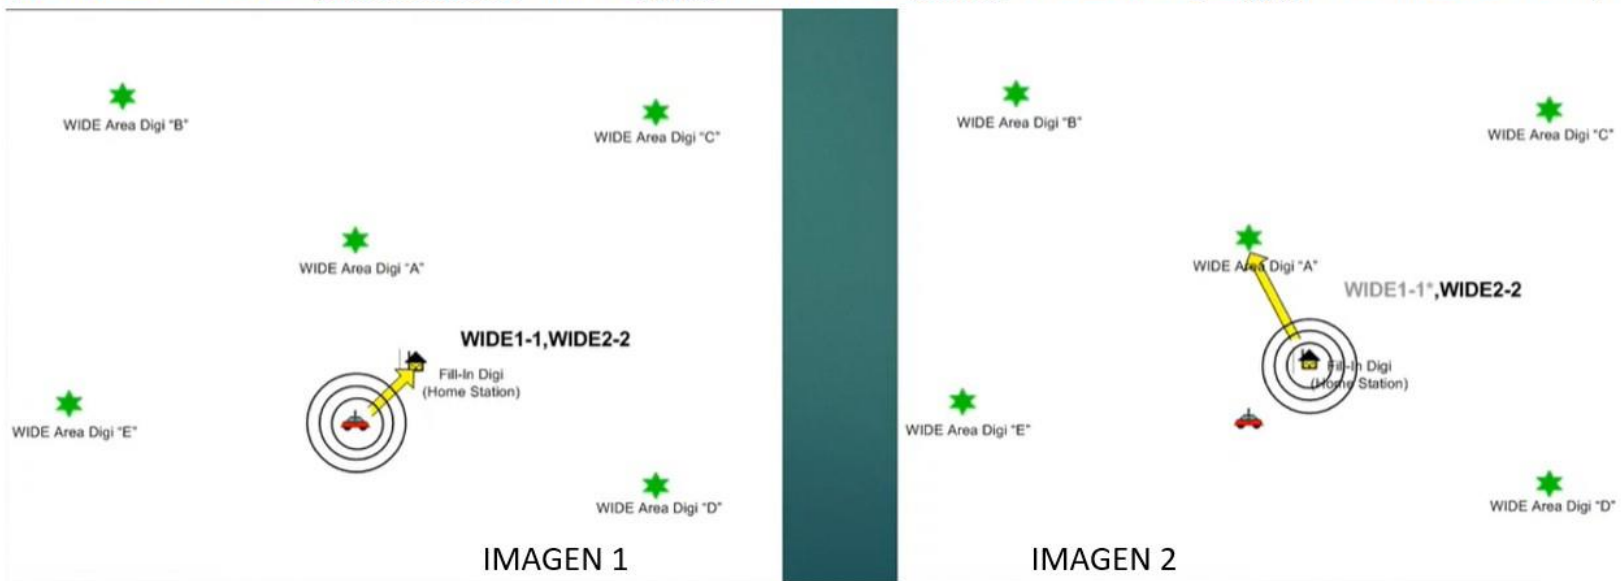 WIDE Area Digi "B"
WIDE Area Digi "C"
WIDE Area Digi "A"
WIDE1-1,WIDE2-2
Fill-In Digi
(Home Station)
WIDE Area Digi "E"
WIDE Area Digi "D"
IMAGEN 1
WIDE Area Digi "B"
WIDE Area Digi "C"
WIDE Area Digi "A"
WIDE1-1*,WIDE2-2
Fill-In Digi
(Home Station)
WIDE Area Digi "E"
WIDE Area Digi "D"
IMAGEN 2